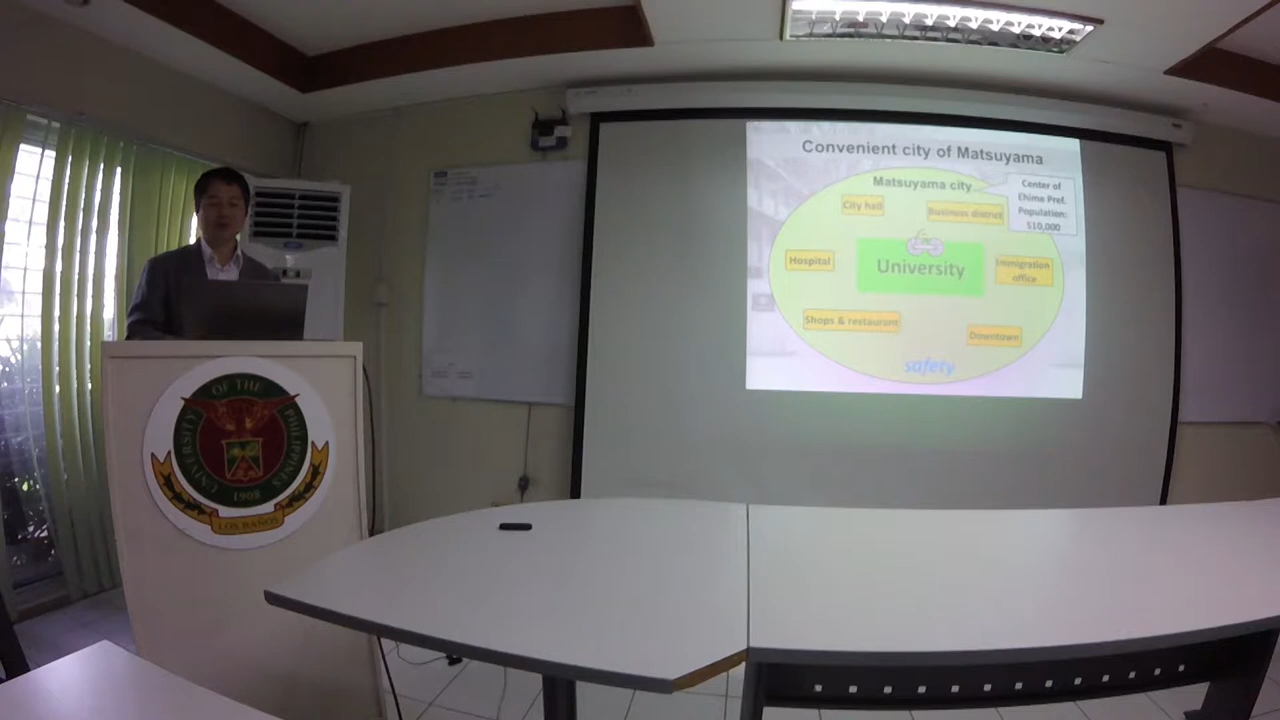 Convenient city of Matsuyama
Matsuyama city
Center of
Ehime Pref.
Population:
510,000
City hall
Business district
Hospital
University
Immigration
office
Shops & restaurant
Downtown
safety
UNIVERSITY OF THE PHILIPPINES
1908
LOS BAÑOS